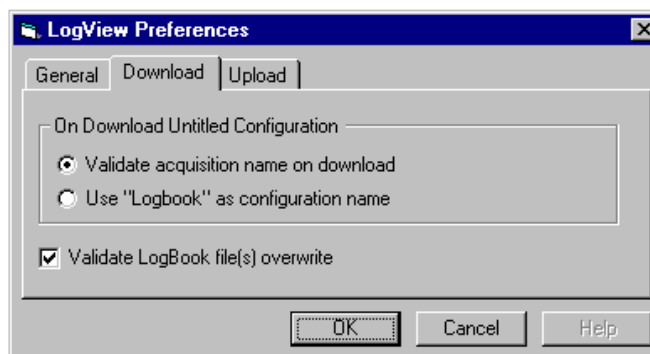 LogView Preferences
General Download Upload
On Download Untitled Configuration
Validate acquisition name on download
Use "Logbook" as configuration name
Validate LogBook file(s) overwrite
OK Cancel Help